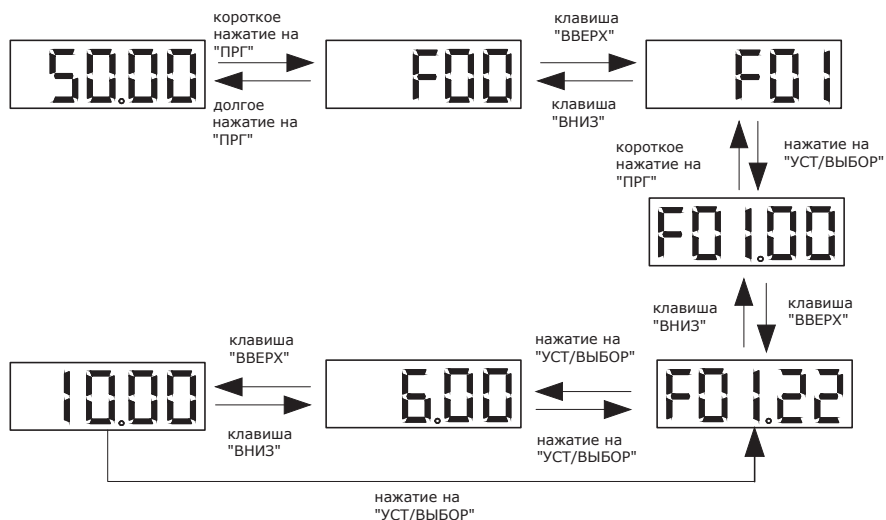 короткое
нажатие на
"ПРГ"
клавиша
"ВВЕРХ"
50.00
F00
F01
долгое
нажатие на
"ПРГ"
клавиша
"ВНИЗ"
короткое
нажатие на
"ПРГ"
нажатие на
"УСТ/ВЫБОР"
F01.00
клавиша
"ВНИЗ"
клавиша
"ВВЕРХ"
клавиша
"ВВЕРХ"
нажатие на
"УСТ/ВЫБОР"
10.00
6.00
F01.22
клавиша
"ВНИЗ"
нажатие на
"УСТ/ВЫБОР"
нажатие на
"УСТ/ВЫБОР"